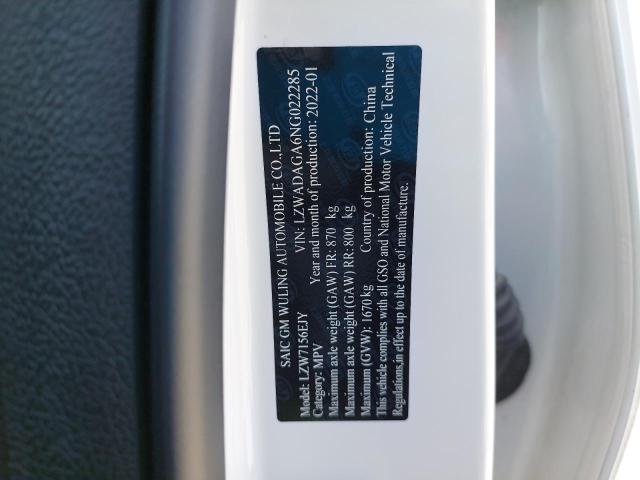 SAIC GM WULING AUTOMOBILE CO.,LTD
Model: LZW7156EJY VIN: LZWADAGA6NG022285
Category: MPV Year and month of production: 2022-01
Maximum axle weight (GAW) FR: 870 kg
Maximum axle weight (GAW) RR: 800 kg
Maximum (GVW): 1670 kg Country of production: China
This vehicle complies with all GSO and National Motor Vehicle Technical
Regulations,in effect up to the date of manufacture.